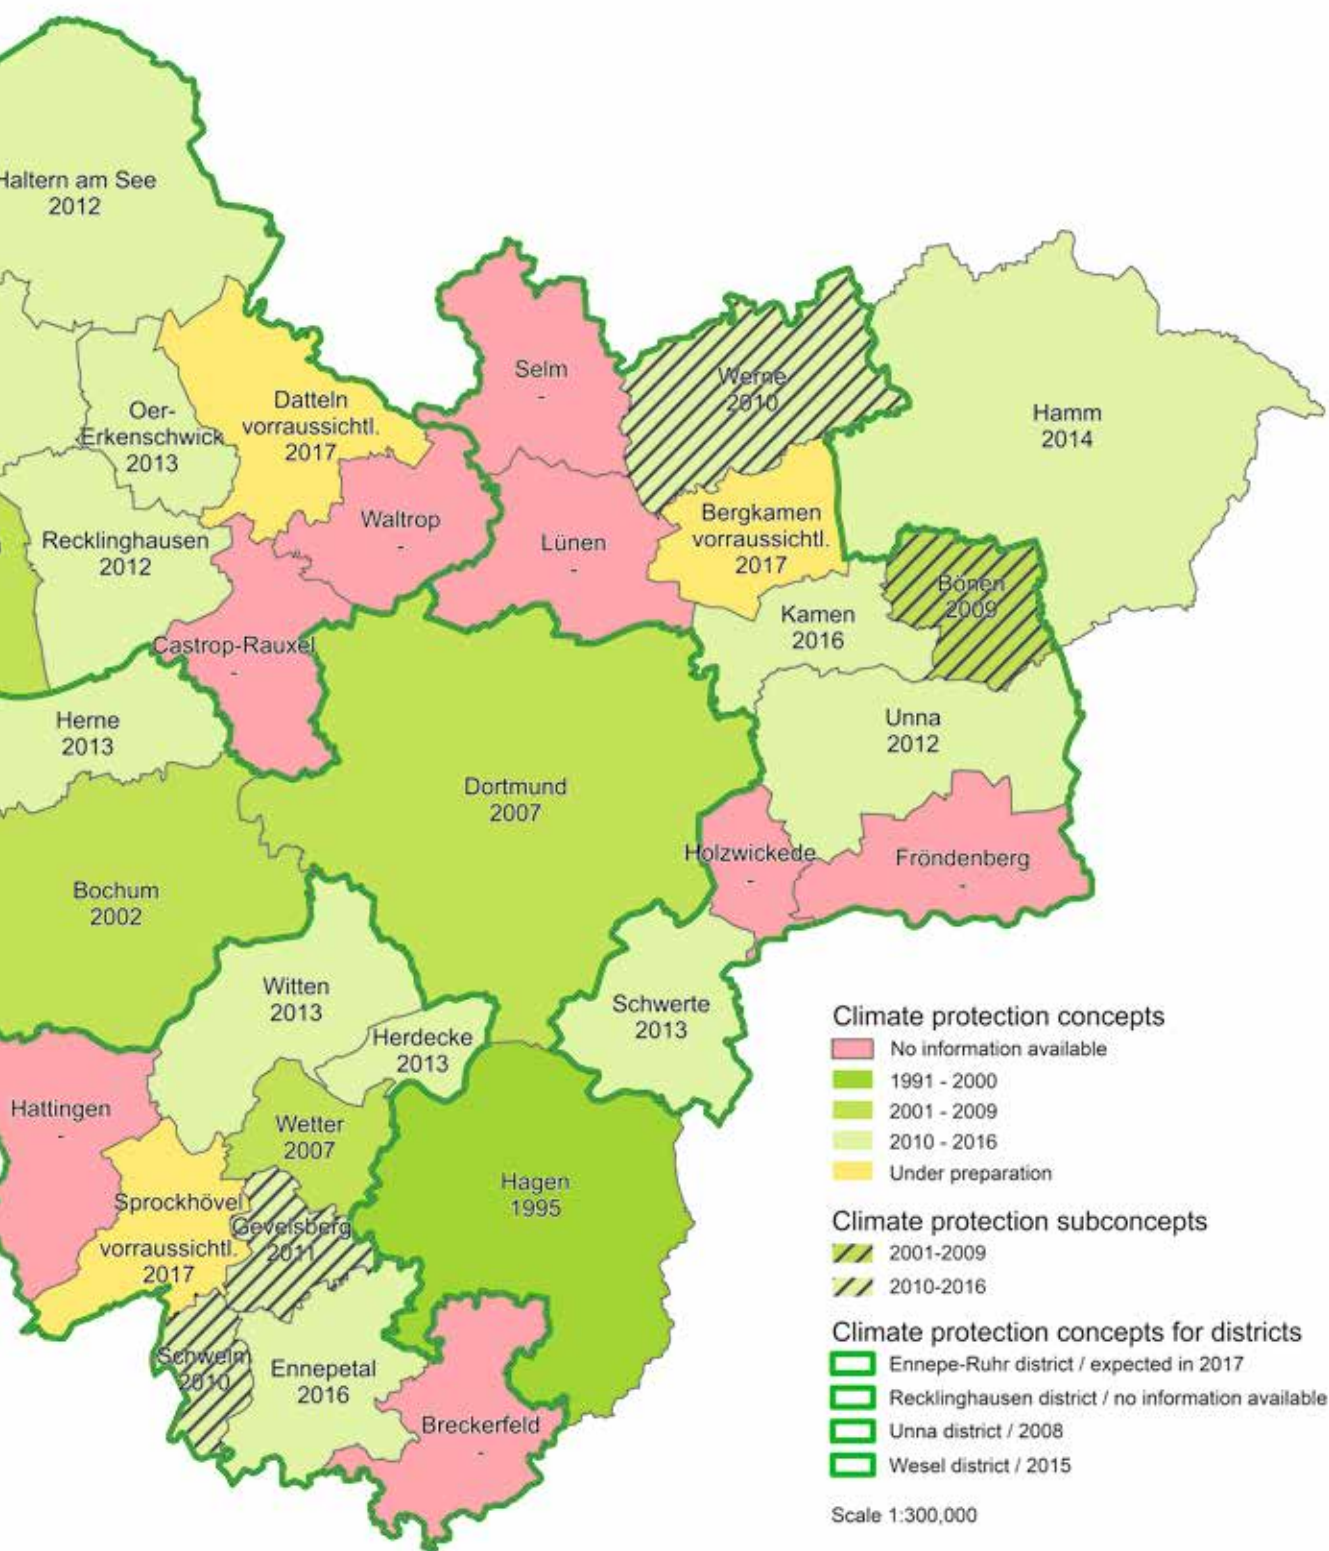 Haltern am See
2012
Selm
-
Werne
2010
Hamm
2014
Datteln
vorraussichtl.
2017
Oer-
Erkenschwick
2013
Waltrop
-
Lünen
-
Bergkamen
vorraussichtl.
2017
Recklinghausen
2012
Bönen
2009
Kamen
2016
Castrop-Rauxel
-
Herne
2013
Unna
2012
Dortmund
2007
Holzwickede
-
Fröndenberg
-
Bochum
2002
Witten
2013
Schwerte
2013
Herdecke
2013
Hattingen
-
Wetter
2007
Hagen
1995
Sprockhövel
vorraussichtl.
2017
Gevelsberg
2011
Schwelm
2010
Ennepetal
2016
Breckerfeld
-
Climate protection concepts
No information available
1991 - 2000
2001 - 2009
2010 - 2016
Under preparation
Climate protection subconcepts
2001-2009
2010-2016
Climate protection concepts for districts
Ennepe-Ruhr district / expected in 2017
Recklinghausen district / no information available
Unna district / 2008
Wesel district / 2015
Scale 1:300,000